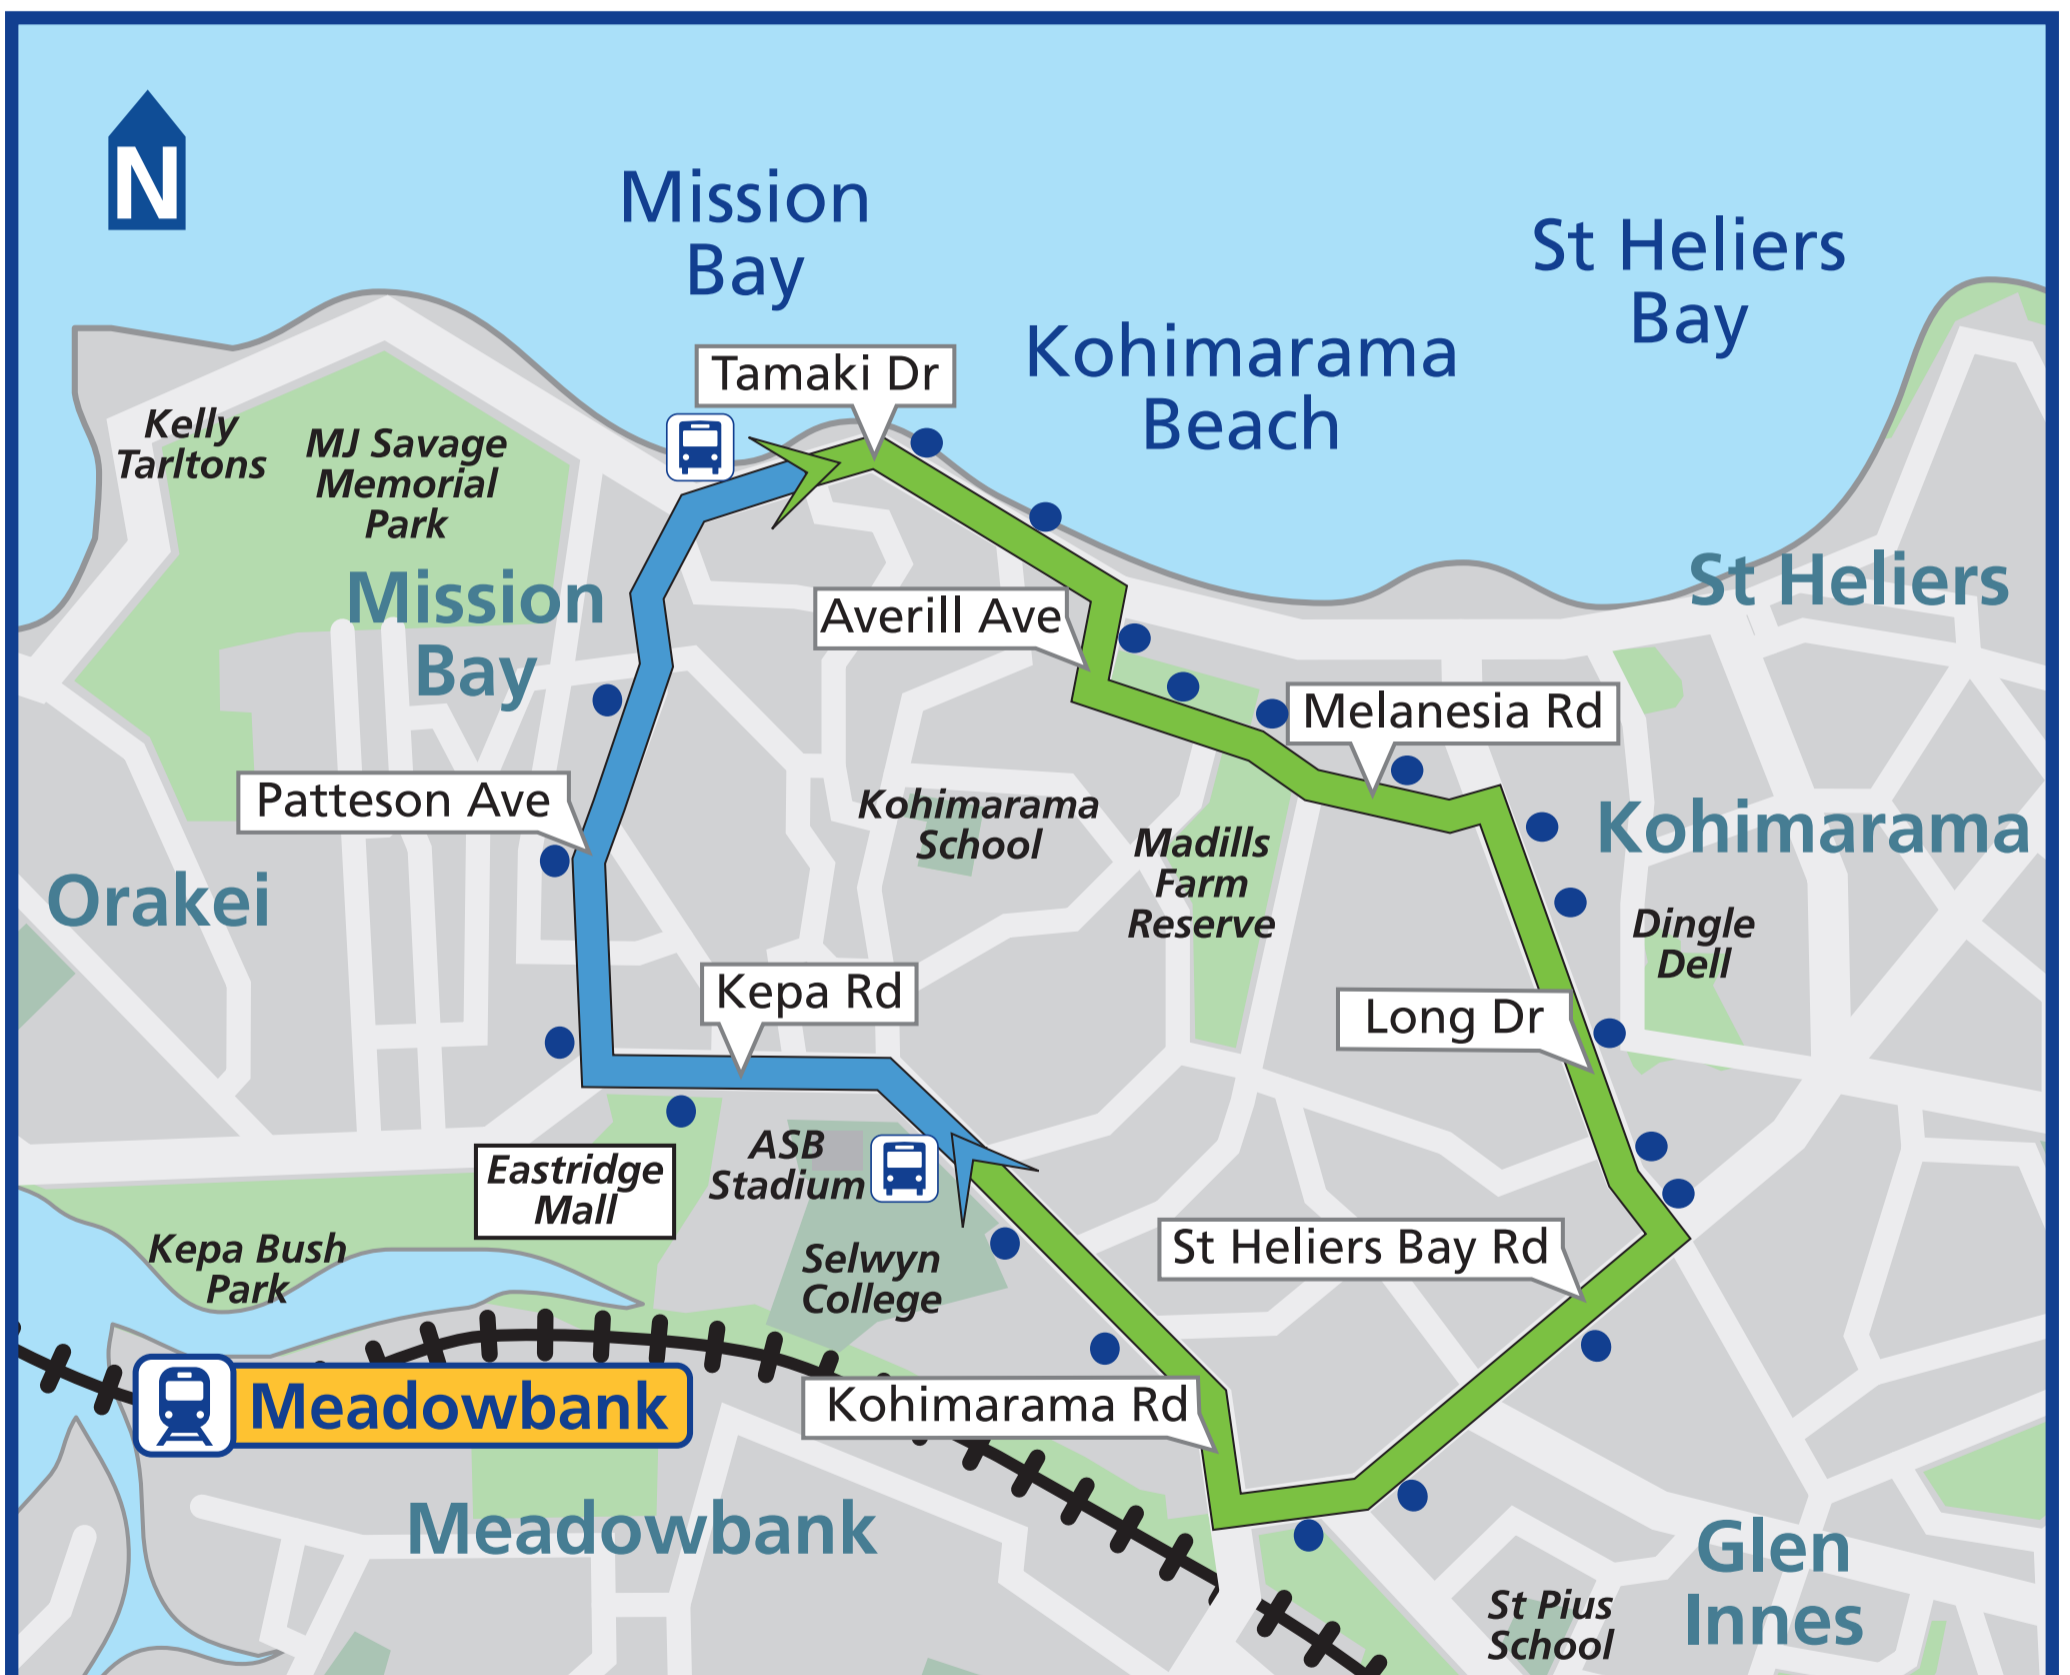 N
Mission
Bay
St Heliers
Bay
Kohimarama
Beach
Tamaki Dr
Kelly
Tarltons
MJ Savage
Memorial
Park
Mission
Bay
St Heliers
Averill Ave
Melanesia Rd
Patteson Ave
Kohimarama
School
Madills
Farm
Reserve
Kohimarama
Orakei
Dingle
Dell
Kepa Rd
Long Dr
Eastridge
Mall
ASB
Stadium
Kepa Bush
Park
Selwyn
College
St Heliers Bay Rd
Meadowbank
Kohimarama Rd
Meadowbank
Glen
Innes
St Pius
School